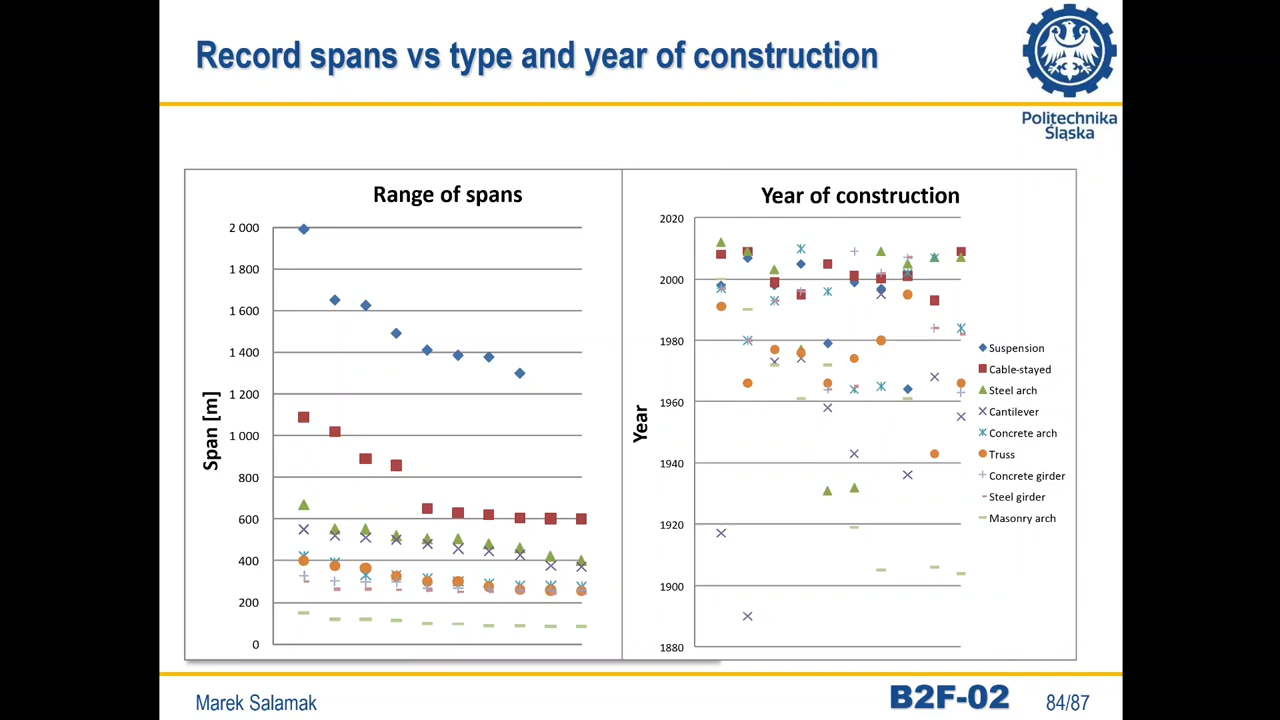 Record spans vs type and year of construction
Politechnika
Śląska
Range of spans
2 000
1 800
1 600
1 400
1 200
1 000
800
600
400
200
0
Span [m]
Year of construction
2020
2000
1980
1960
1940
1920
1900
1880
Year
Suspension
Cable-stayed
Steel arch
Cantilever
Concrete arch
Truss
Concrete girder
Steel girder
Masonry arch
Marek Salamak
B2F-02
84/87